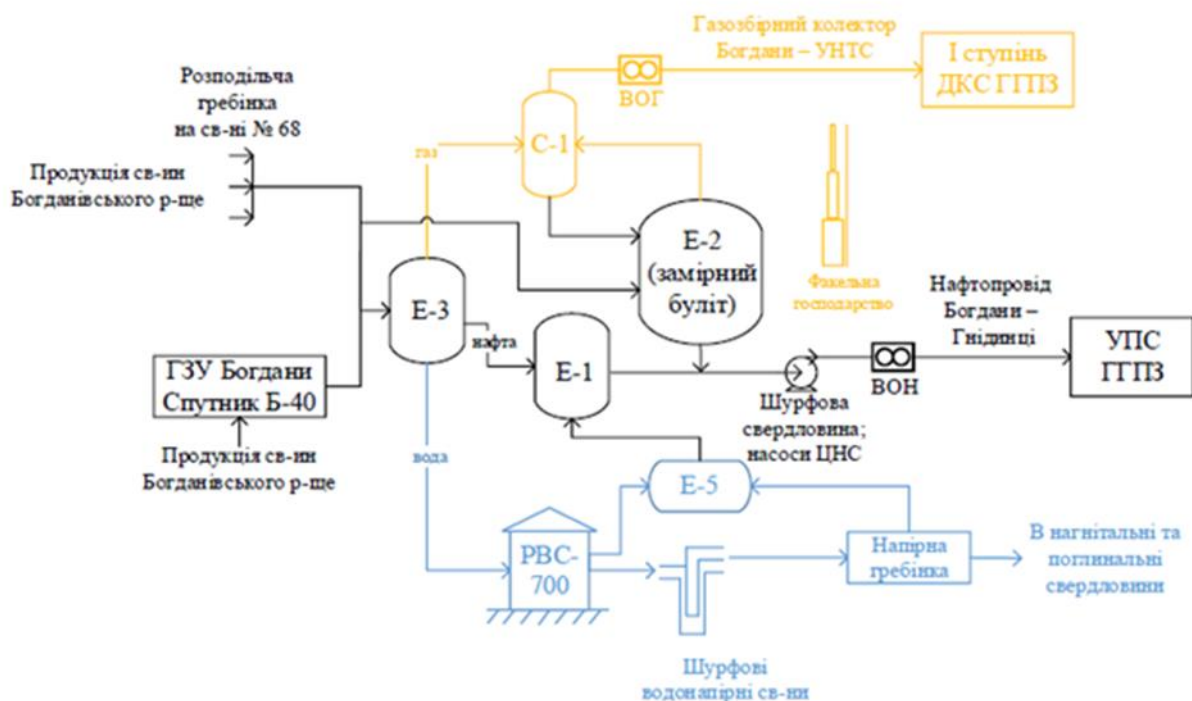 Газозбірний колектор
Богдани – УНТС
І ступінь
ДКС ГГПЗ
ВОГ
Розподільча
гребінка
на св-ні № 68
газ
С-1
Продукція св-ин
Богданівського р-ще
Е-2
(замірний
буліт)
Факельна
господарство
Е-3
нафта
Нафтопровід
Богдани –
Гнідинці
УПС
ГГПЗ
Е-1
ВОН
ГЗУ Богдани
Спутник Б-40
Шурфова
свердловина;
насоси ЦНС
Продукція св-ин
Богданівського р-ще
вода
Е-5
РВС-
700
Напірна
гребінка
В нагнітальні та
поглинальні
свердловини
Шурфові
водонапірні св-ни